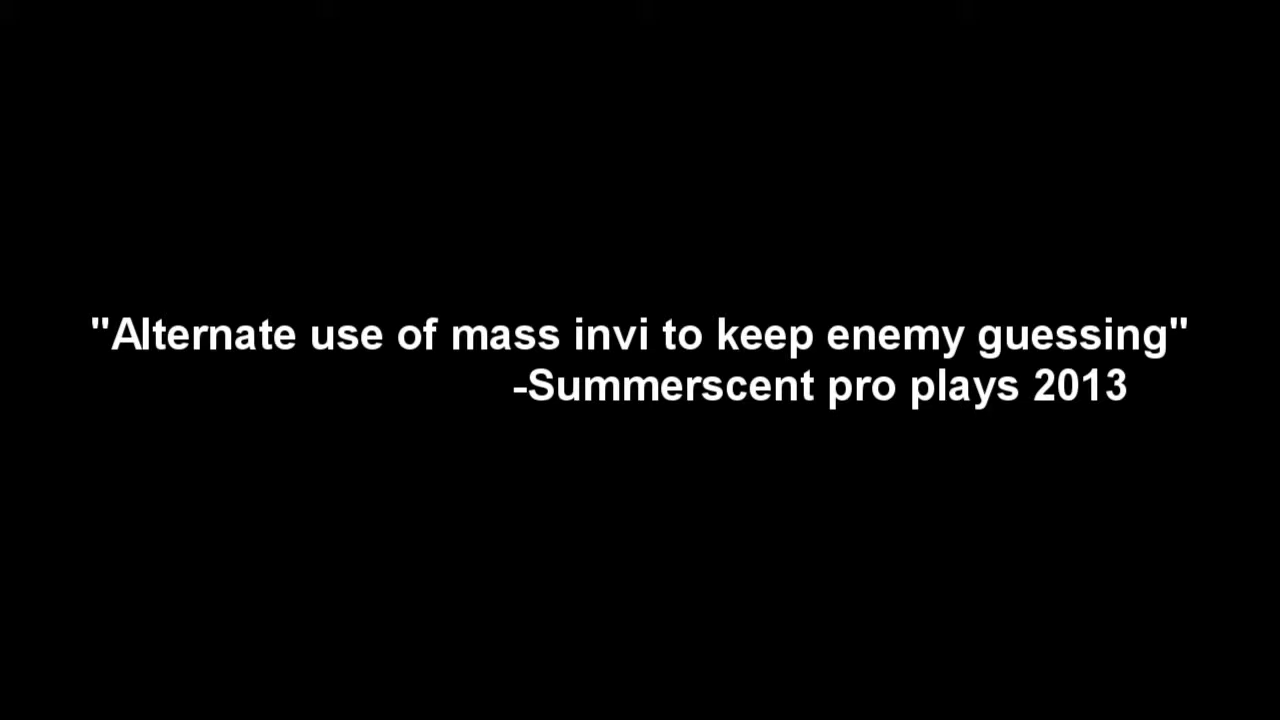 "Alternate use of mass invi to keep enemy guessing"
-Summerscent pro plays 2013